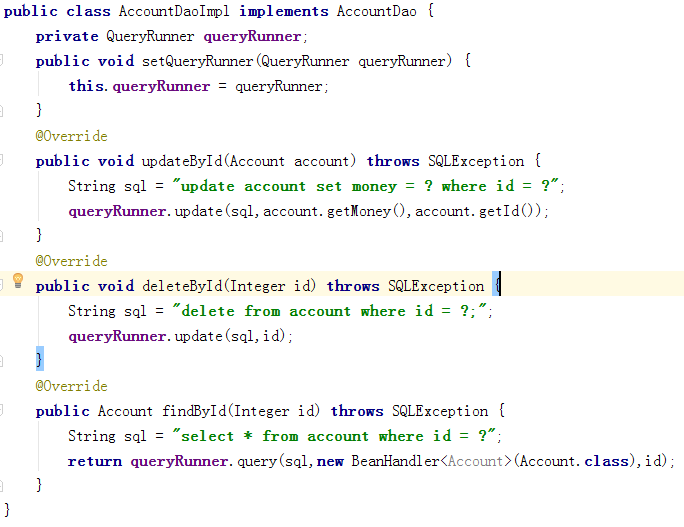 public class AccountDaoImpl implements AccountDao {
    private QueryRunner queryRunner;
    public void setQueryRunner(QueryRunner queryRunner) {
        this.queryRunner = queryRunner;
    }
    @Override
    public void updateById(Account account) throws SQLException {
        String sql = "update account set money = ? where id = ?";
        queryRunner.update(sql,account.getMoney(),account.getId());
    }
    @Override
    public void deleteById(Integer id) throws SQLException {
        String sql = "delete from account where id = ?;";
        queryRunner.update(sql,id);
    }
    @Override
    public Account findById(Integer id) throws SQLException {
        String sql = "select * from account where id = ?";
        return queryRunner.query(sql,new BeanHandler<Account>(Account.class),id);
    }
}